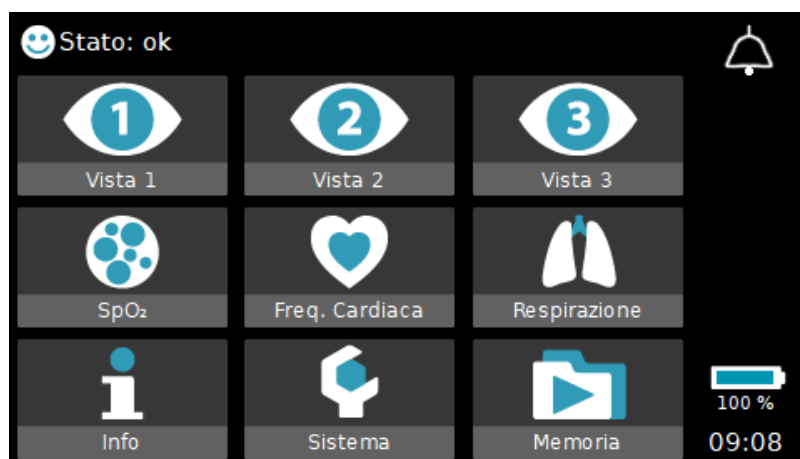 Stato: ok
1
2
3
Vista 1
Vista 2
Vista 3
SpO₂
Freq. Cardiaca
Respirazione
Info
Sistema
Memoria
100 %
09:08